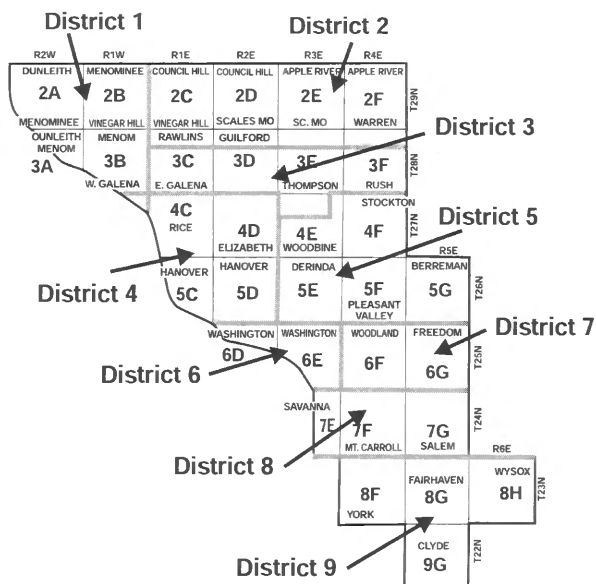 District 1
District 2
R2W R1W R1E R2E R3E R4E
DUNLEITH MENOMINEE COUNCIL HILL COUNCIL HILL APPLE RIVER APPLE RIVER
2A 2B 2C 2D 2E 2F
T29N
MENOMINEE VINEGAR HILL VINEGAR HILL SCALES MO SC. MO WARREN
DUNLEITH MENOM RAWLINS GUILFORD
MENOM
District 3
3A 3B 3C 3D 3E 3F
T28N
W. GALENA E. GALENA THOMPSON RUSH
STOCKTON
4C
RICE
4D 4E 4F
T27N
ELIZABETH WOODBINE
District 5
R5E
HANOVER HANOVER DERINDA BERREMAN
District 4
5C 5D 5E 5F 5G
T26N
PLEASANT
VALLEY
WASHINGTON WASHINGTON WOODLAND FREEDOM
District 7
6D 6E 6F 6G
T25N
District 6
SAVANNA
7E 7F 7G
T24N
MT. CARROLL SALEM
R6E
District 8
WYSOX
FAIRHAVEN
8F 8G 8H
T23N
YORK
CLYDE
District 9
9G
T22N